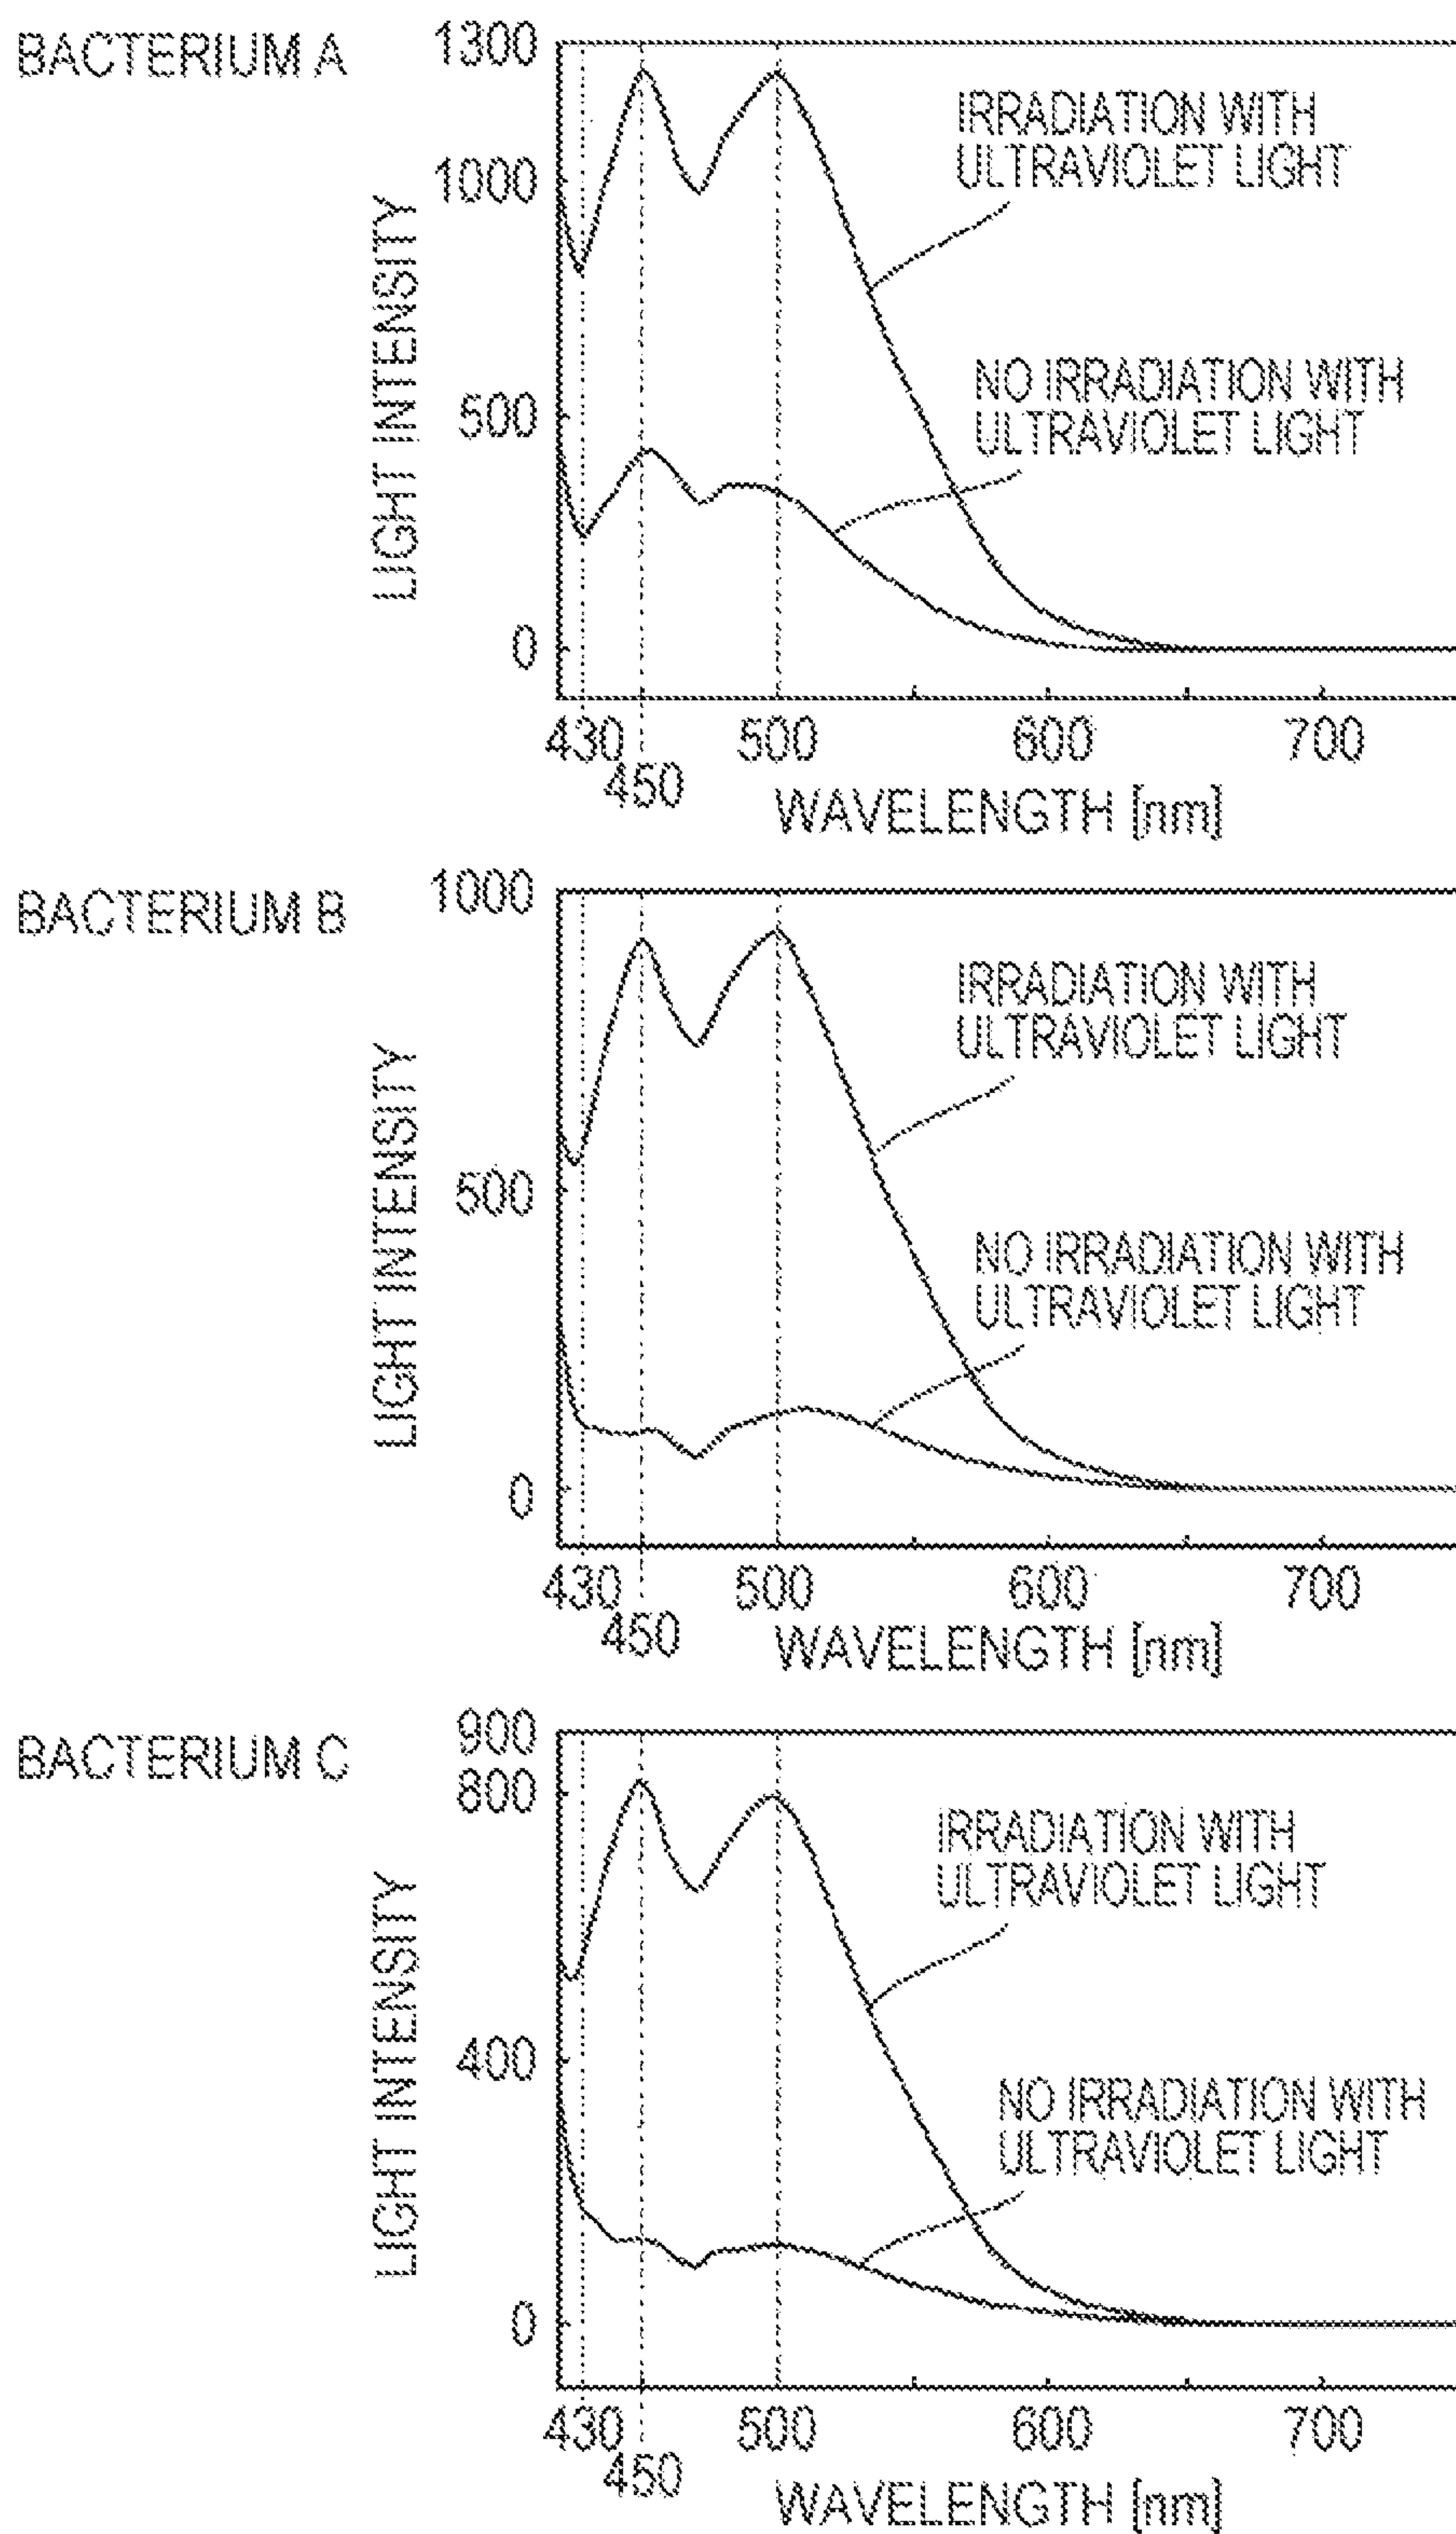 BACTERIUM A
1300
1000
500
0
LIGHT INTENSITY
IRRADIATION WITH
ULTRAVIOLET LIGHT
NO IRRADIATION WITH
ULTRAVIOLET LIGHT
430
450
500
600
700
WAVELENGTH [nm]
BACTERIUM B
1000
500
0
LIGHT INTENSITY
IRRADIATION WITH
ULTRAVIOLET LIGHT
NO IRRADIATION WITH
ULTRAVIOLET LIGHT
430
450
500
600
700
WAVELENGTH [nm]
BACTERIUM C
900
800
400
0
LIGHT INTENSITY
IRRADIATION WITH
ULTRAVIOLET LIGHT
NO IRRADIATION WITH
ULTRAVIOLET LIGHT
430
450
500
600
700
WAVELENGTH [nm]